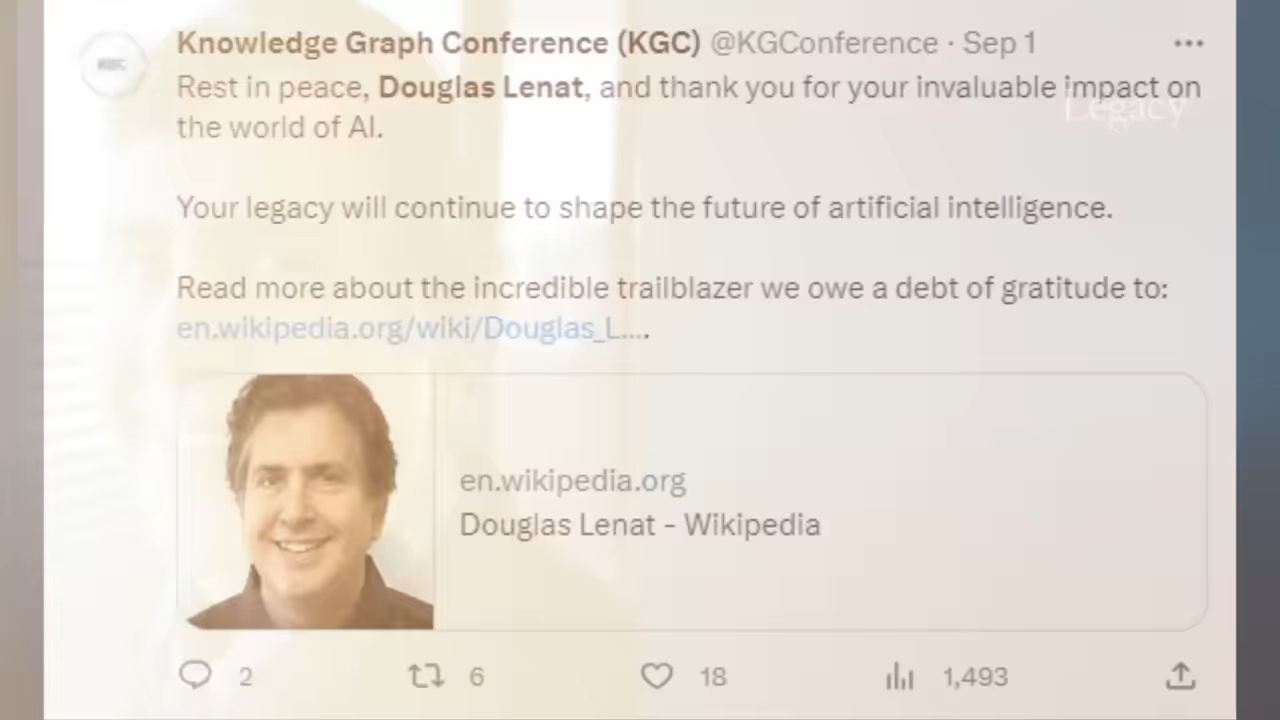 Knowledge Graph Conference (KGC) @KGConference · Sep 1
Rest in peace, Douglas Lenat, and thank you for your invaluable impact on
the world of AI.
Legacy
Your legacy will continue to shape the future of artificial intelligence.
Read more about the incredible trailblazer we owe a debt of gratitude to:
en.wikipedia.org/wiki/Douglas_L....
en.wikipedia.org
Douglas Lenat - Wikipedia
2 6 18 1,493